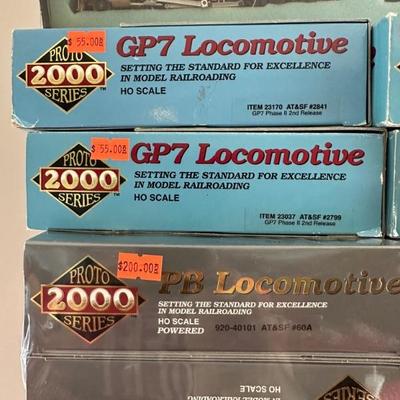 $ 55.00
PROTO
2000
SERIES
GP7 Locomotive
SETTING THE STANDARD FOR EXCELLENCE
IN MODEL RAILROADING
HO SCALE
ITEM 23170 AT&SF #2841
GP7 Phase II 2nd Release
$ 55.00
PROTO
2000
SERIES
GP7 Locomotive
SETTING THE STANDARD FOR EXCELLENCE
IN MODEL RAILROADING
HO SCALE
ITEM 23037 AT&SF #2799
GP7 Phase II 2nd Release
$200.00
PROTO
2000
SERIES
PB Locomotive
SETTING THE STANDARD FOR EXCELLENCE
IN MODEL RAILROADING
HO SCALE
POWERED 920-40101 AT&SF #60A
HO SCALE
IN MODEL RAILROADING
SERIES